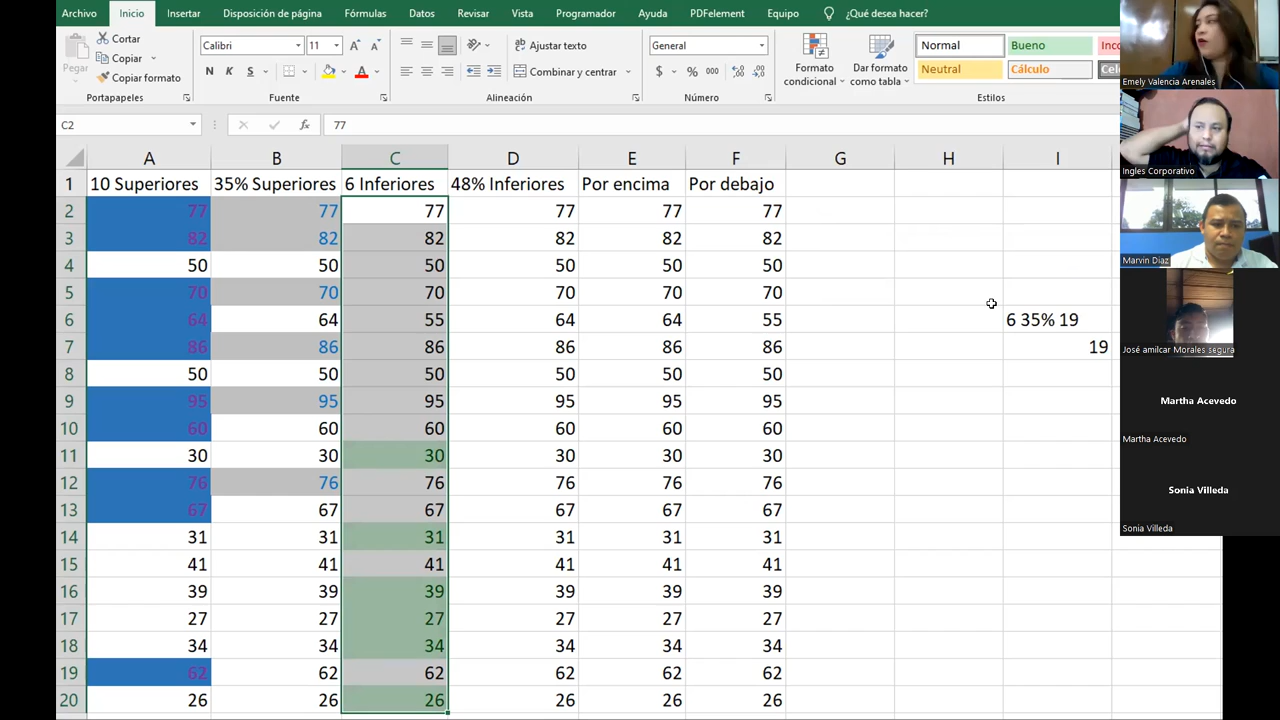 Archivo Inicio Insertar Disposición de página Fórmulas Datos Revisar Vista Programador Ayuda PDFelement Equipo ¿Qué desea hacer?
Pegar
Cortar
Copiar
Copiar formato
Portapapeles
Calibri 11
N K S
Fuente
Ajustar texto
Combinar y centrar
Alineación
General
$ % 000
Número
Formato condicional
Dar formato como tabla
Normal Bueno Inco
Neutral Cálculo Cel
Estilos
C2 fx 77
A B C D E F G H I
1 10 Superiores 35% Superiores 6 Inferiores 48% Inferiores Por encima Por debajo
2 77 77 77 77 77 77
3 82 82 82 82 82 82
4 50 50 50 50 50 50
5 70 70 70 70 70 70
6 64 64 55 64 64 55 6 35% 19
7 86 86 86 86 86 86 19
8 50 50 50 50 50 50
9 95 95 95 95 95 95
10 60 60 60 60 60 60
11 30 30 30 30 30 30
12 76 76 76 76 76 76
13 67 67 67 67 67 67
14 31 31 31 31 31 31
15 41 41 41 41 41 41
16 39 39 39 39 39 39
17 27 27 27 27 27 27
18 34 34 34 34 34 34
19 62 62 62 62 62 62
20 26 26 26 26 26 26
Emely Valencia Arenales
Ingles Corporativo
Marvin Diaz
José amilcar Morales segura
Martha Acevedo
Martha Acevedo
Sonia Villeda
Sonia Villeda